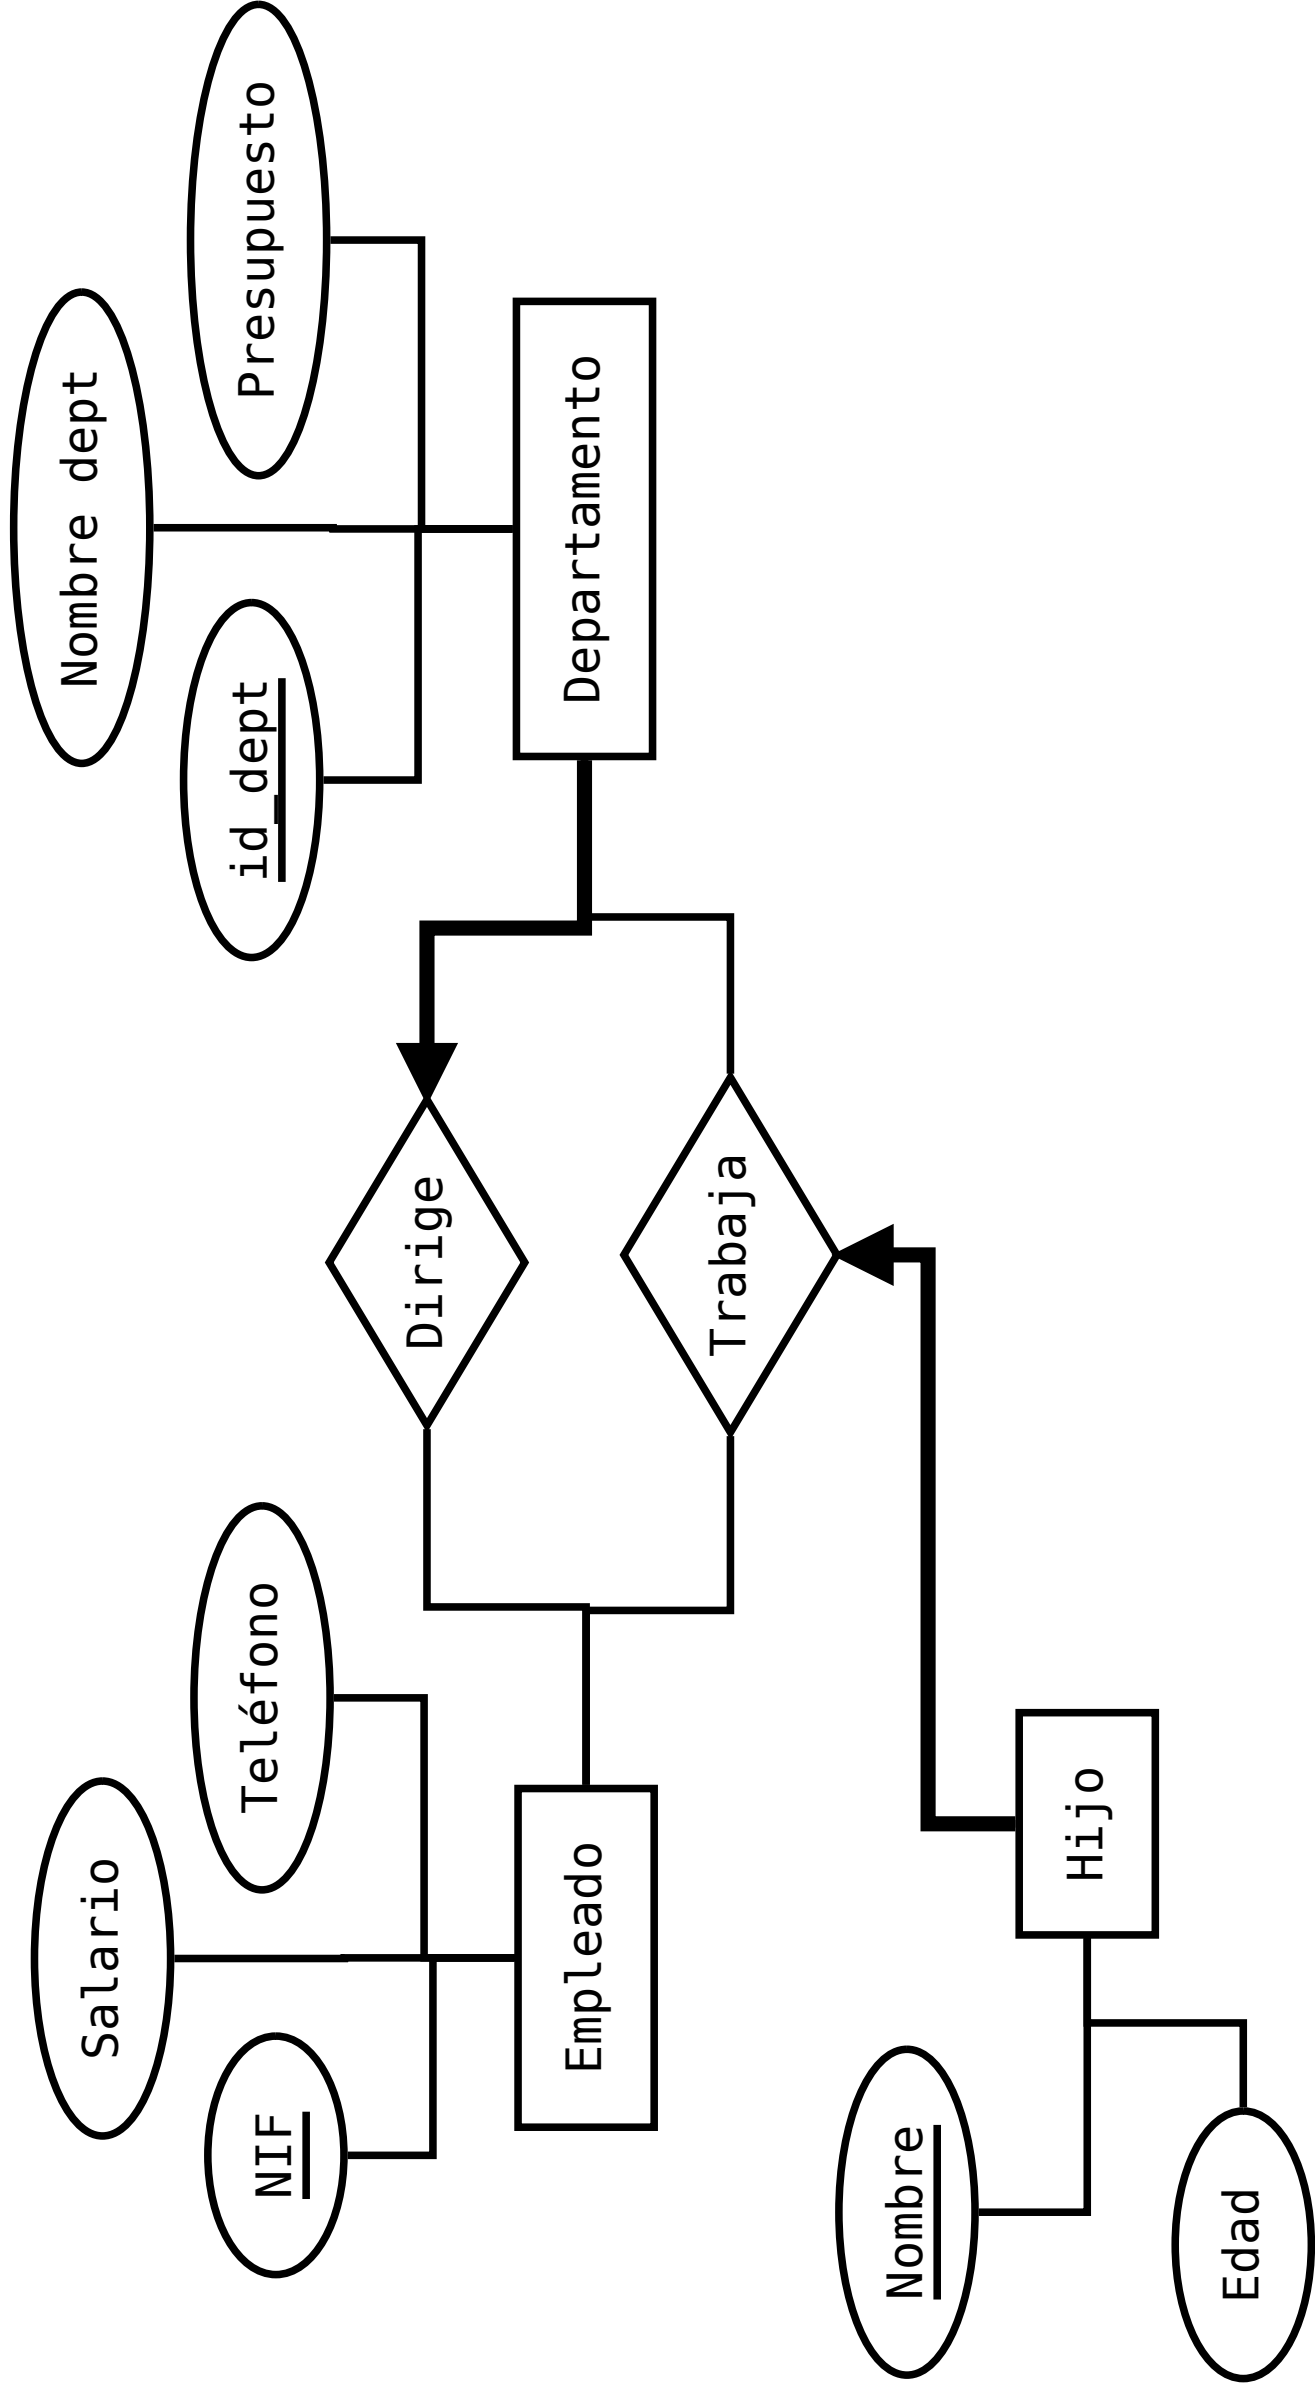 Salario
Nombre dept
NIF
Teléfono
id_dept
Presupuesto
Dirige
Empleado
Departamento
Trabaja
Nombre
Hijo
Edad